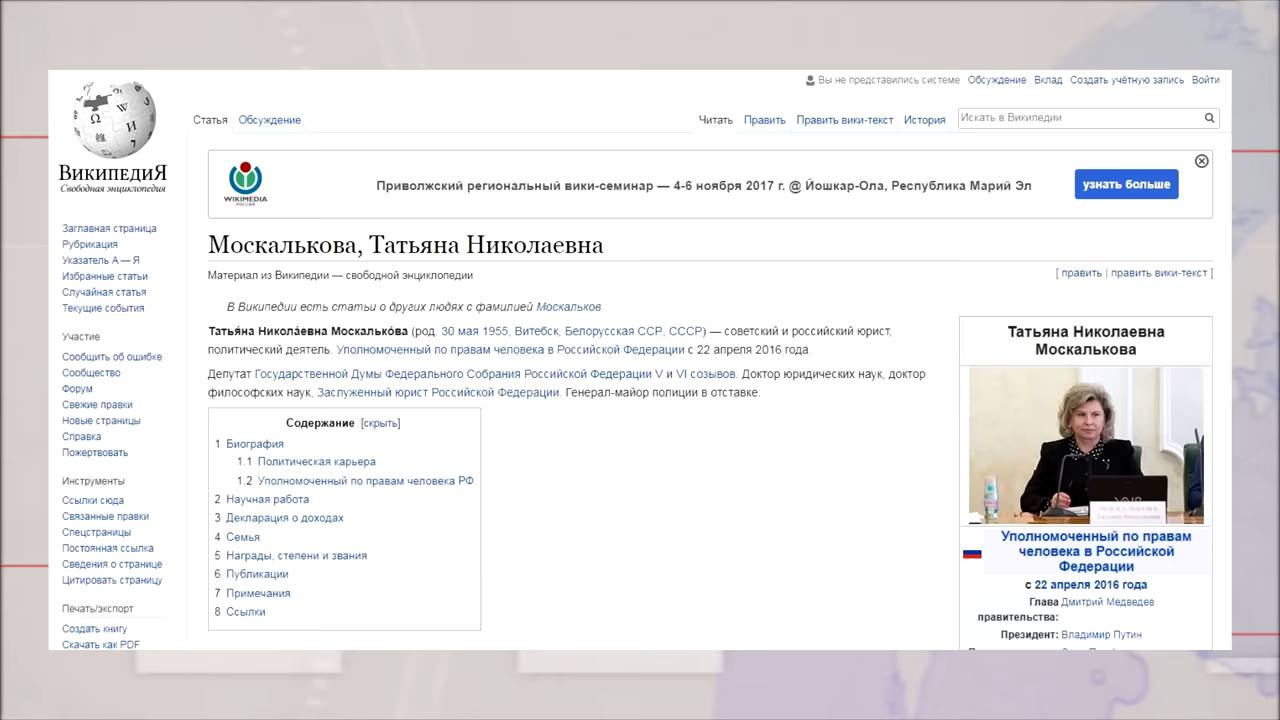 Вы не представились системе Обсуждение Вклад Создать учётную запись Войти
Статья Обсуждение Читать Править Править вики-текст История Искать в Википедии
ВикипедиЯ
Свободная энциклопедия
WIKIMEDIA
РОССИЯ
Приволжский региональный вики-семинар — 4-6 ноября 2017 г. @ Йошкар-Ола, Республика Марий Эл
узнать больше
Заглавная страница
Рубрикация
Указатель А — Я
Избранные статьи
Случайная статья
Текущие события
Участие
Сообщить об ошибке
Сообщество
Форум
Свежие правки
Новые страницы
Справка
Пожертвовать
Инструменты
Ссылки сюда
Связанные правки
Спецстраницы
Постоянная ссылка
Сведения о странице
Цитировать страницу
Печать/экспорт
Создать книгу
Скачать как PDF
Москалькова, Татьяна Николаевна
Материал из Википедии — свободной энциклопедии
[ править | править вики-текст ]
В Википедии есть статьи о других людях с фамилией Москальков.
Татья́на Никола́евна Москалько́ва (род. 30 мая 1955, Витебск, Белорусская ССР, СССР) — советский и российский юрист,
политический деятель. Уполномоченный по правам человека в Российской Федерации с 22 апреля 2016 года.
Депутат Государственной Думы Федерального Собрания Российской Федерации V и VI созывов. Доктор юридических наук, доктор
философских наук, Заслуженный юрист Российской Федерации. Генерал-майор полиции в отставке.
Содержание [скрыть]
1 Биография
1.1 Политическая карьера
1.2 Уполномоченный по правам человека РФ
2 Научная работа
3 Декларация о доходах
4 Семья
5 Награды, степени и звания
6 Публикации
7 Примечания
8 Ссылки
Татьяна Николаевна
Москалькова
МОСКАЛЬКОВА
Уполномоченный по правам
человека в Российской
Федерации
с 22 апреля 2016 года
Глава Дмитрий Медведев
правительства:
Президент: Владимир Путин